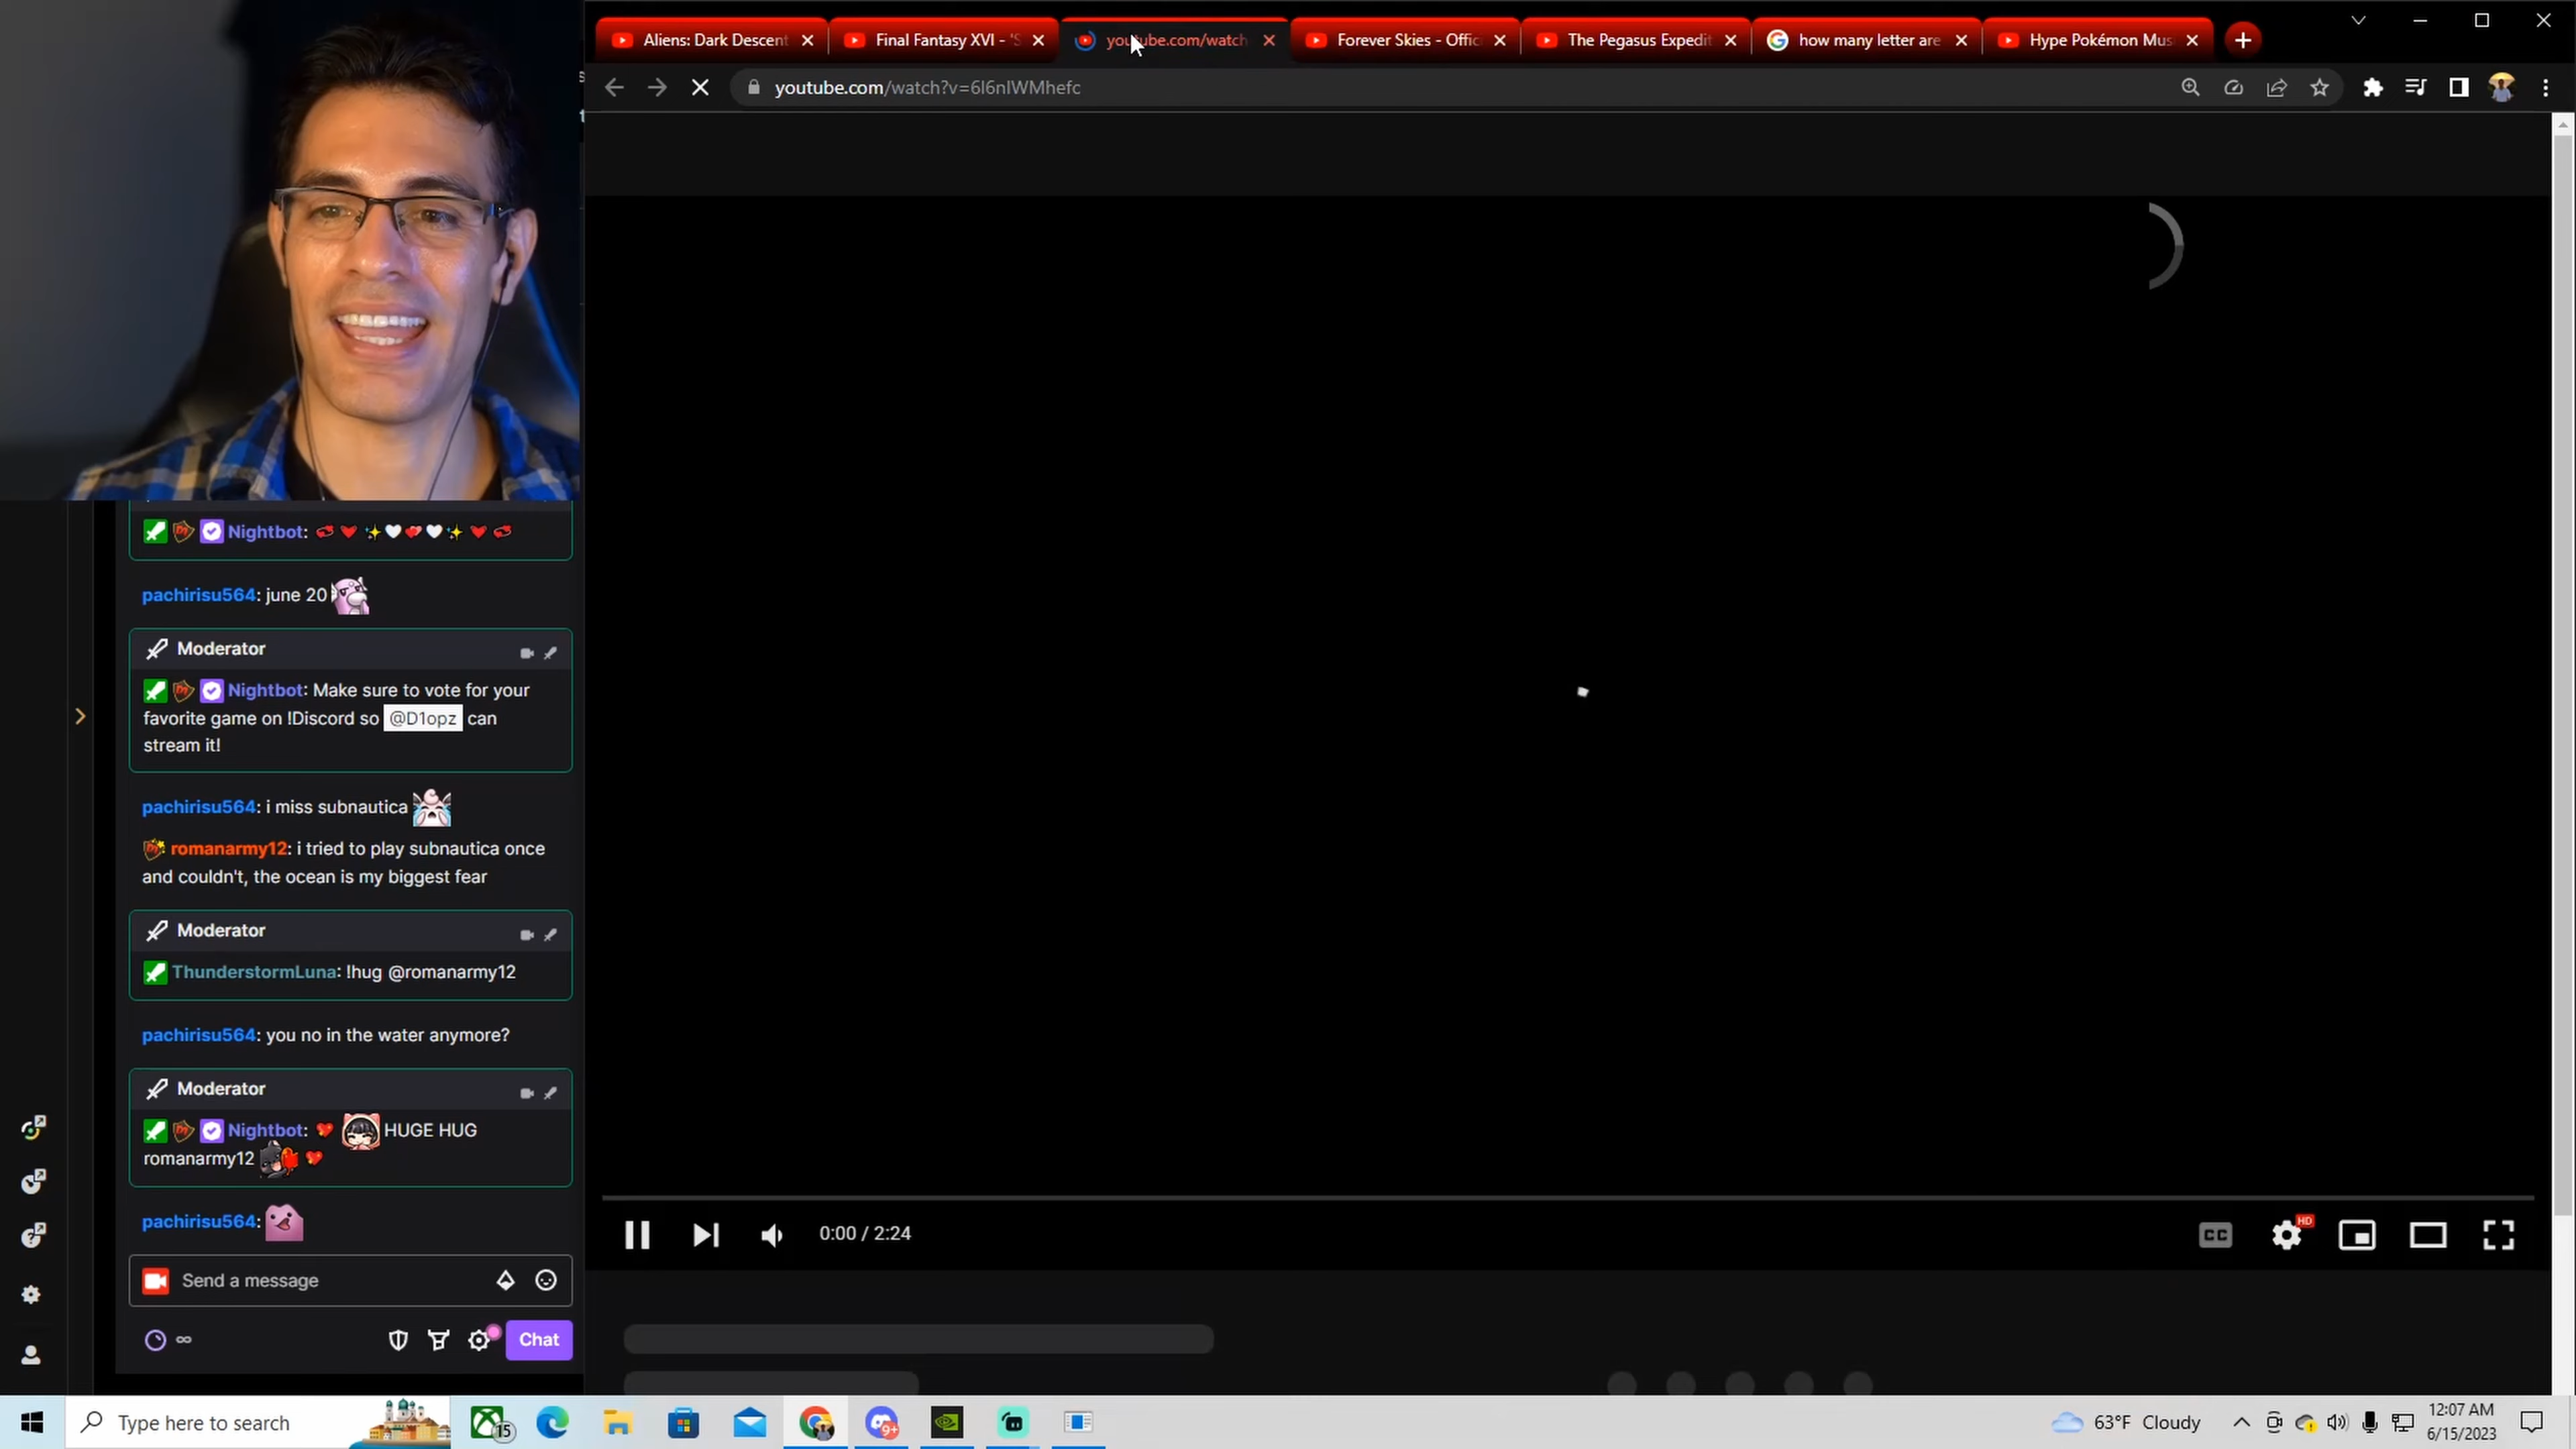 Aliens: Dark Descent
Final Fantasy XVI - 'S
youtube.com/watch
Forever Skies - Offic
The Pegasus Expedit
how many letter are
Hype Pokémon Mus
youtube.com/watch?v=6I6nlWMhefc
Nightbot:
pachirisu564: june 20
Moderator
Nightbot: Make sure to vote for your
favorite game on !Discord so @D1opz can
stream it!
pachirisu564: i miss subnautica
romanarmy12: i tried to play subnautica once
and couldn't, the ocean is my biggest fear
Moderator
ThunderstormLuna: !hug @romanarmy12
pachirisu564: you no in the water anymore?
Moderator
Nightbot: HUGE HUG
romanarmy12
pachirisu564:
Send a message
Chat
0:00 / 2:24
CC
HD
Type here to search
15
9+
63°F Cloudy
12:07 AM
6/15/2023